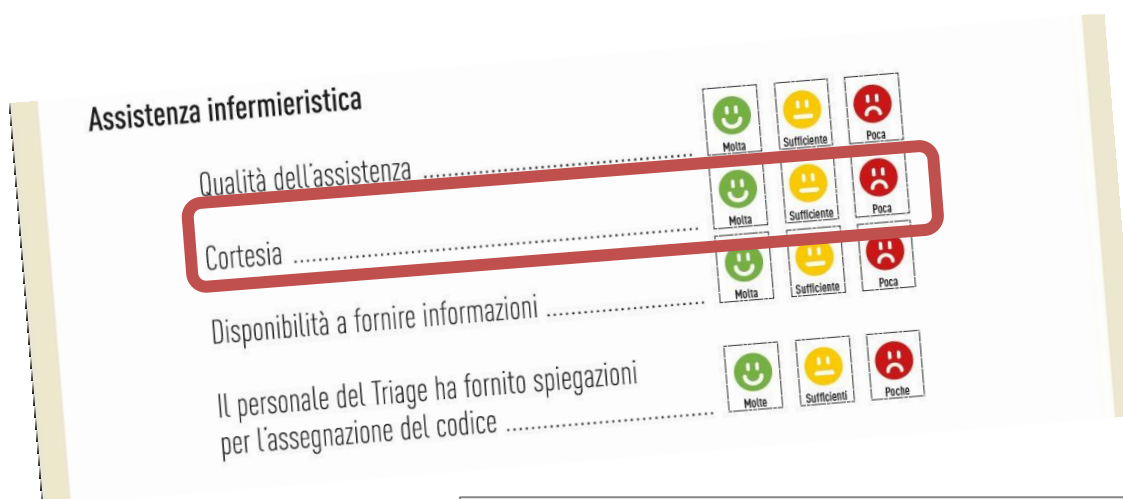 Assistenza infermieristica
Qualità dell'assistenza ................................................ Molta Sufficiente Poca
Cortesia ........................................................................ Molta Sufficiente Poca
Disponibilità a fornire informazioni ............................ Molta Sufficiente Poca
Il personale del Triage ha fornito spiegazioni
per l'assegnazione del codice .................................... Molte Sufficienti Poche